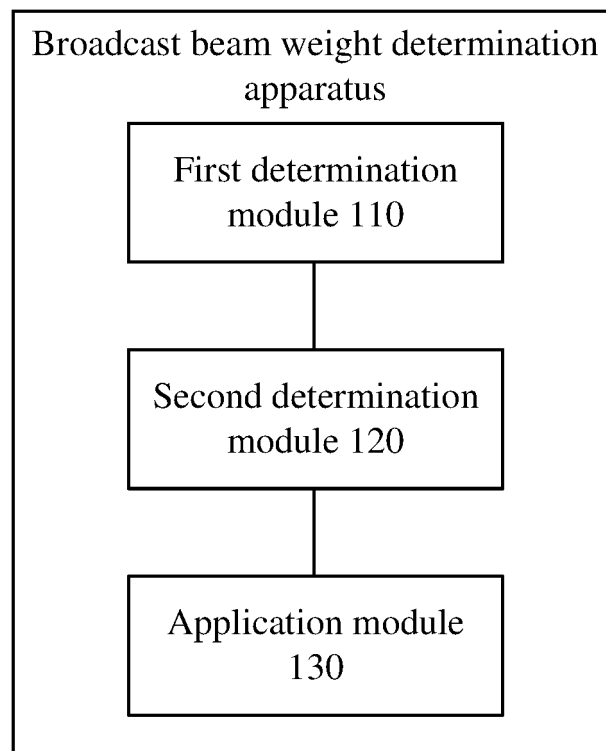 Broadcast beam weight determination
apparatus
First determination
module 110
Second determination
module 120
Application module
130